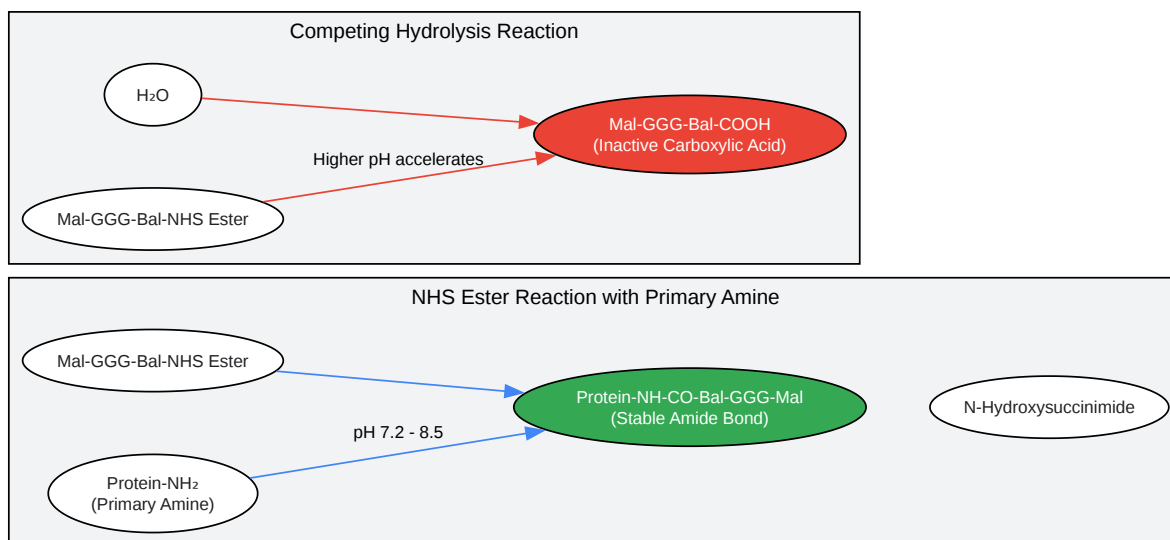 Competing Hydrolysis Reaction
H₂O
Mal-GGG-Bal-COOH
(Inactive Carboxylic Acid)
Higher pH accelerates
Mal-GGG-Bal-NHS Ester
NHS Ester Reaction with Primary Amine
Mal-GGG-Bal-NHS Ester
Protein-NH-CO-Bal-GGG-Mal
(Stable Amide Bond)
N-Hydroxysuccinimide
pH 7.2 - 8.5
Protein-NH₂
(Primary Amine)